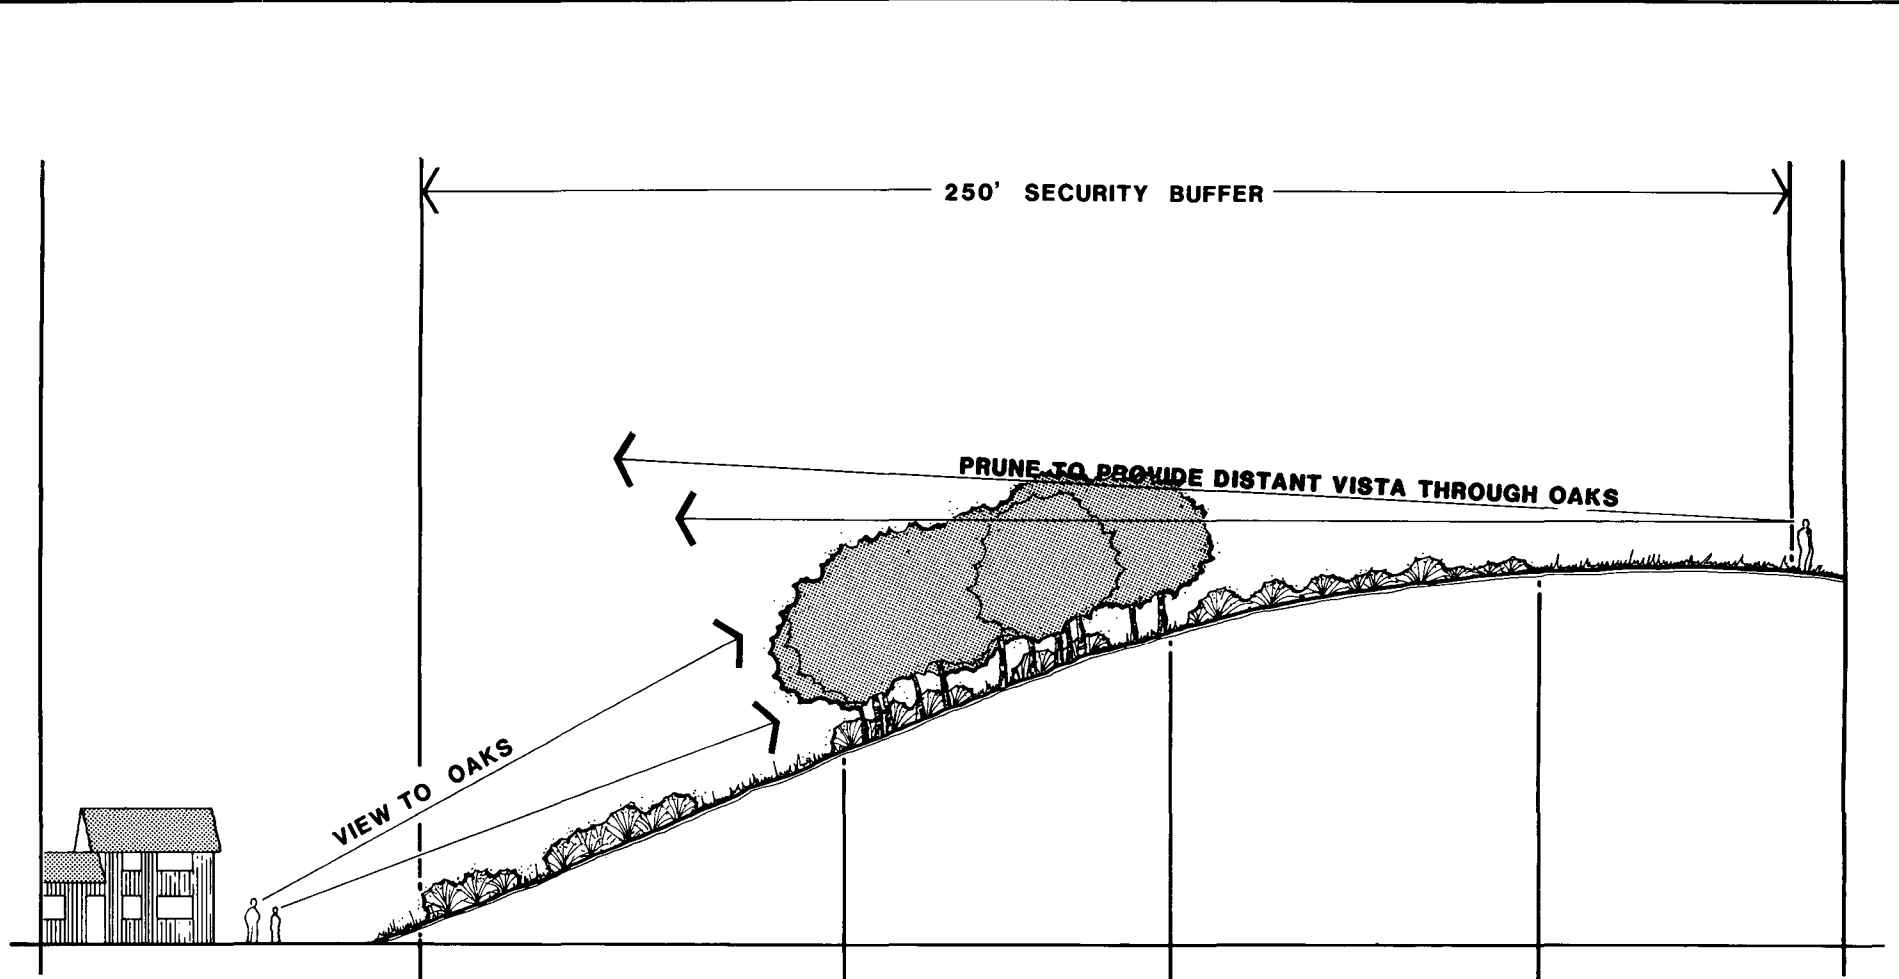 250' SECURITY BUFFER
PRUNE TO PROVIDE DISTANT VISTA THROUGH OAKS
VIEW TO OAKS